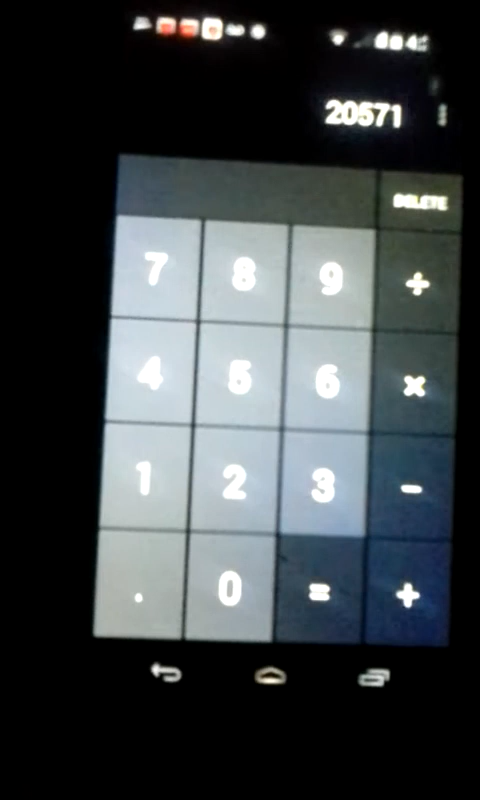 20571
DELETE
7 8 9 ÷
4 5 6 ×
1 2 3 −
. 0 = +